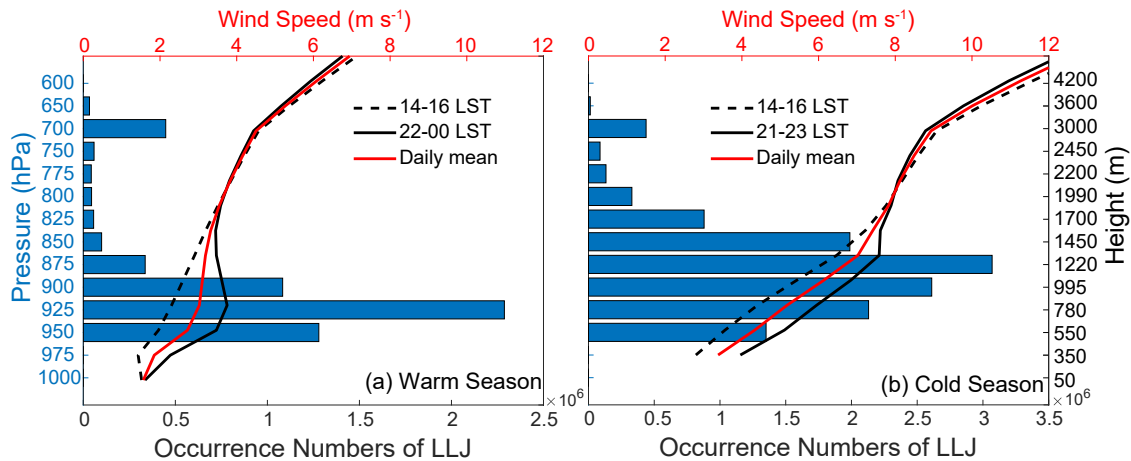 Wind Speed (m s⁻¹)
0 2 4 6 8 10 12
Pressure (hPa)
600
650
700
750
775
800
825
850
875
900
925
950
975
1000
14-16 LST
22-00 LST
Daily mean
(a) Warm Season
0 0.5 1 1.5 2 2.5
× 10⁶
Occurrence Numbers of LLJ
Wind Speed (m s⁻¹)
0 2 4 6 8 10 12
14-16 LST
21-23 LST
Daily mean
(b) Cold Season
4200
3600
3000
2450
2200
1990
1700
1450
1220
995
780
550
350
50
Height (m)
0 0.5 1 1.5 2 2.5 3 3.5
× 10⁶
Occurrence Numbers of LLJ